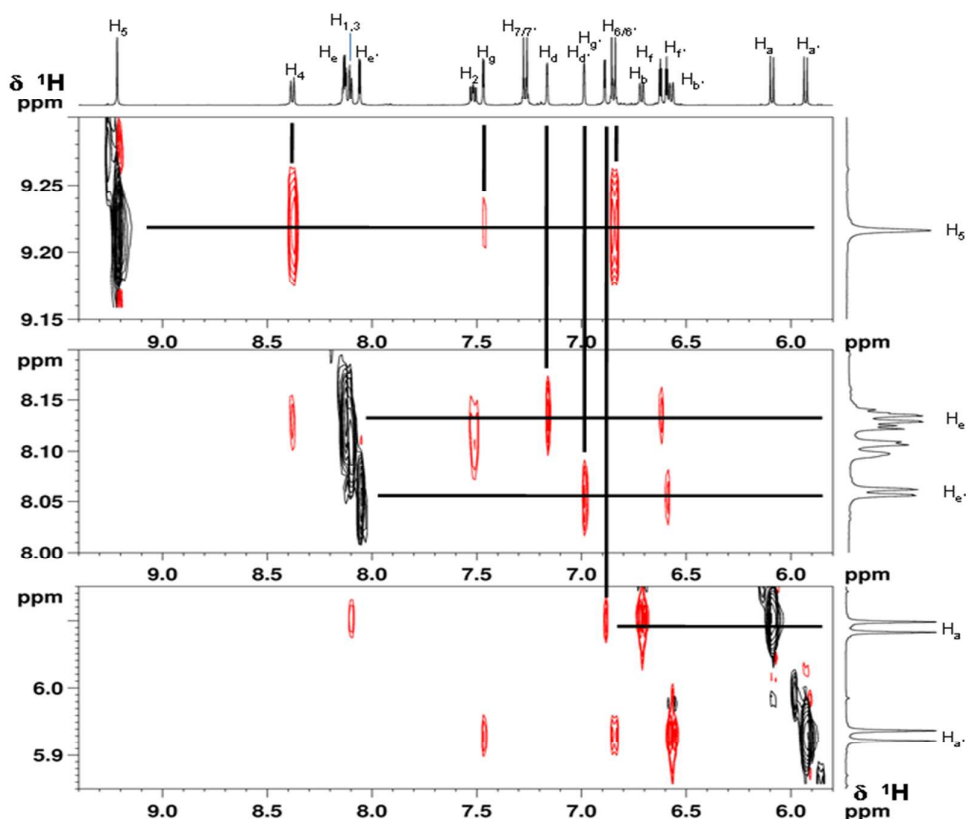 H1,3
H5 He He' H7/7' Hg' H6/6' Hf Hf' Ha Ha'
H4 H2 Hg Hd Hd' Hb Hb'
δ ¹H
ppm
9.25
9.20
9.15
H5
9.0 8.5 8.0 7.5 7.0 6.5 6.0 ppm
ppm
8.15
8.10
8.05
8.00
He
He'
9.0 8.5 8.0 7.5 7.0 6.5 6.0 ppm
ppm
6.0
5.9
Ha
Ha'
δ ¹H
9.0 8.5 8.0 7.5 7.0 6.5 6.0 ppm